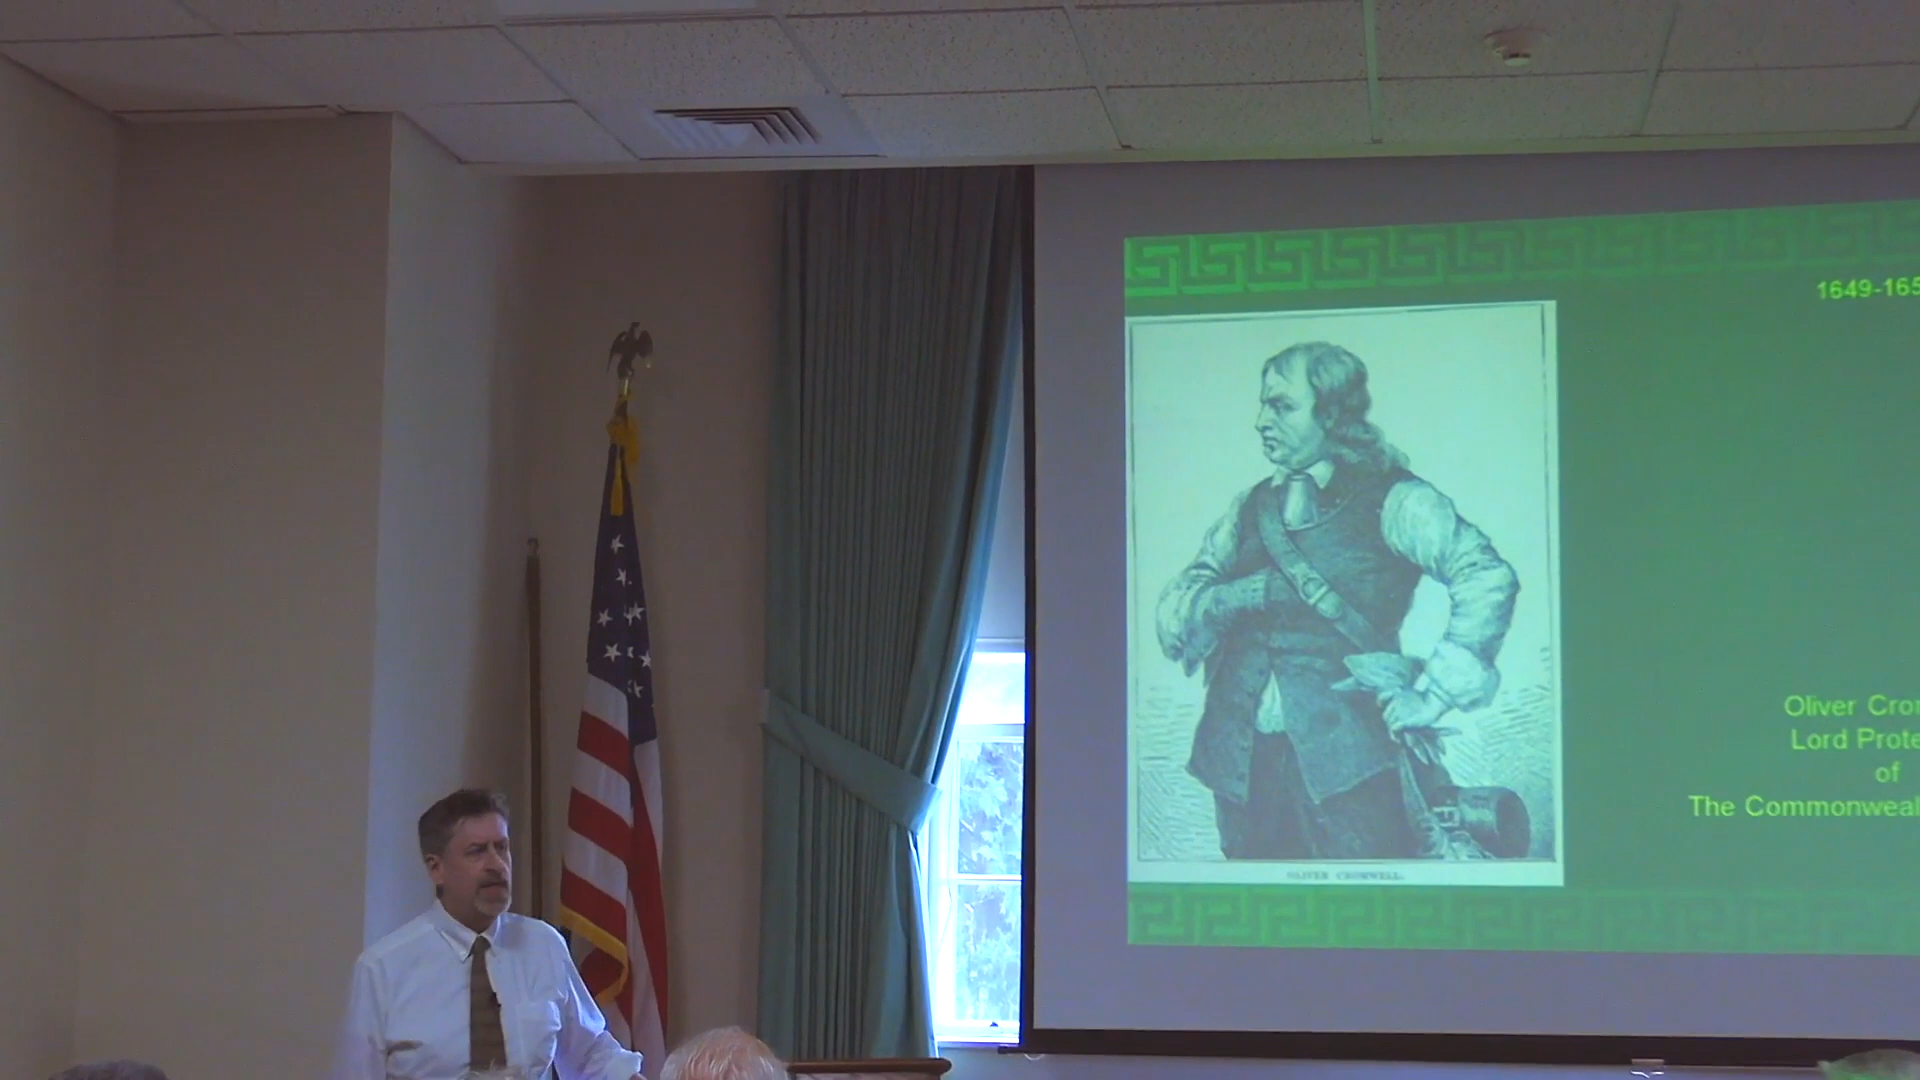 1649-165
OLIVER CROMWELL.
Oliver Cro
Lord Prote
of
The Commonweal